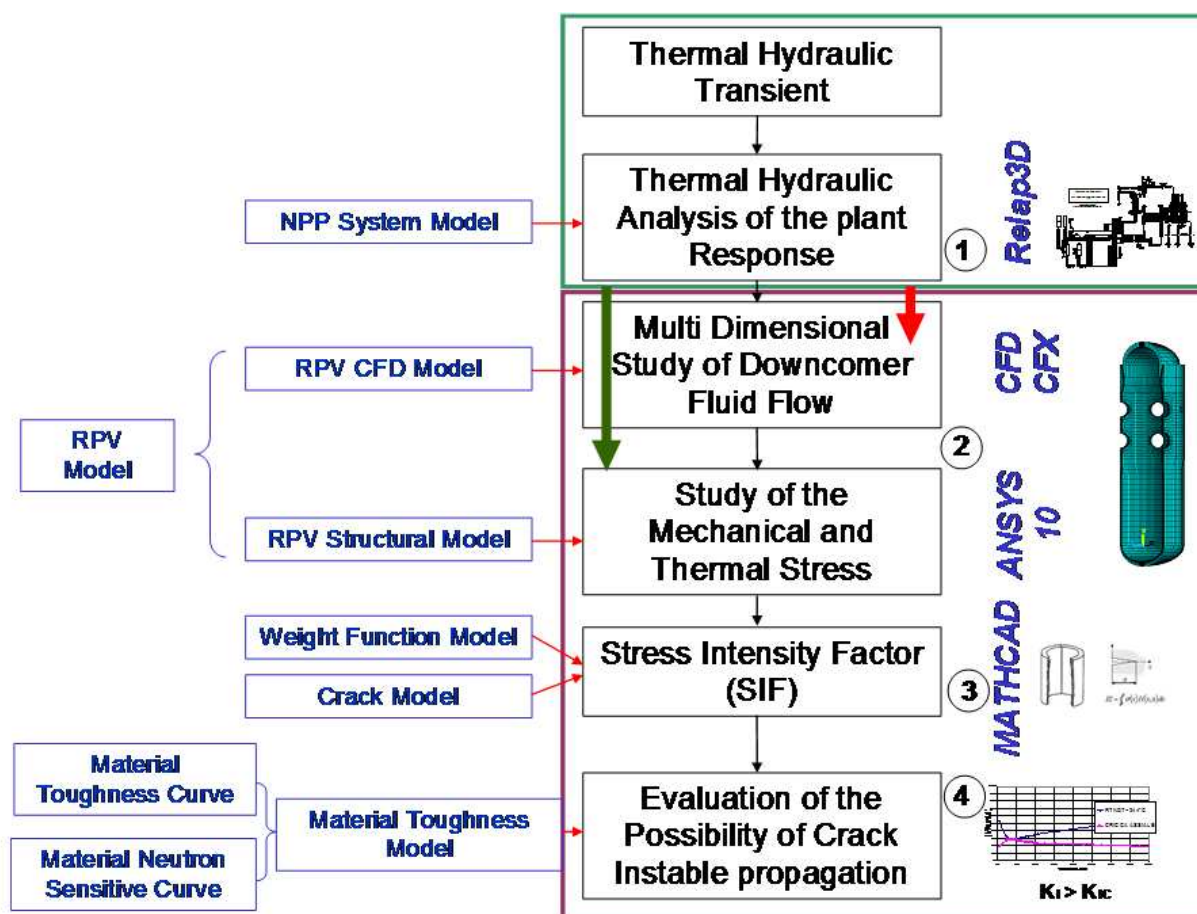 Thermal Hydraulic
Transient
Thermal Hydraulic
Analysis of the plant
Response
NPP System Model
1
Relap3D
Multi Dimensional
Study of Downcomer
Fluid Flow
RPV CFD Model
CFD
CFX
RPV
Model
2
Study of the
Mechanical and
Thermal Stress
RPV Structural Model
ANSYS
10
Weight Function Model
Crack Model
Stress Intensity Factor
(SIF)
3
MATHCAD
Material
Toughness Curve
Material Neutron
Sensitive Curve
Material Toughness
Model
Evaluation of the
Possibility of Crack
Instable propagation
4
KI > KIC